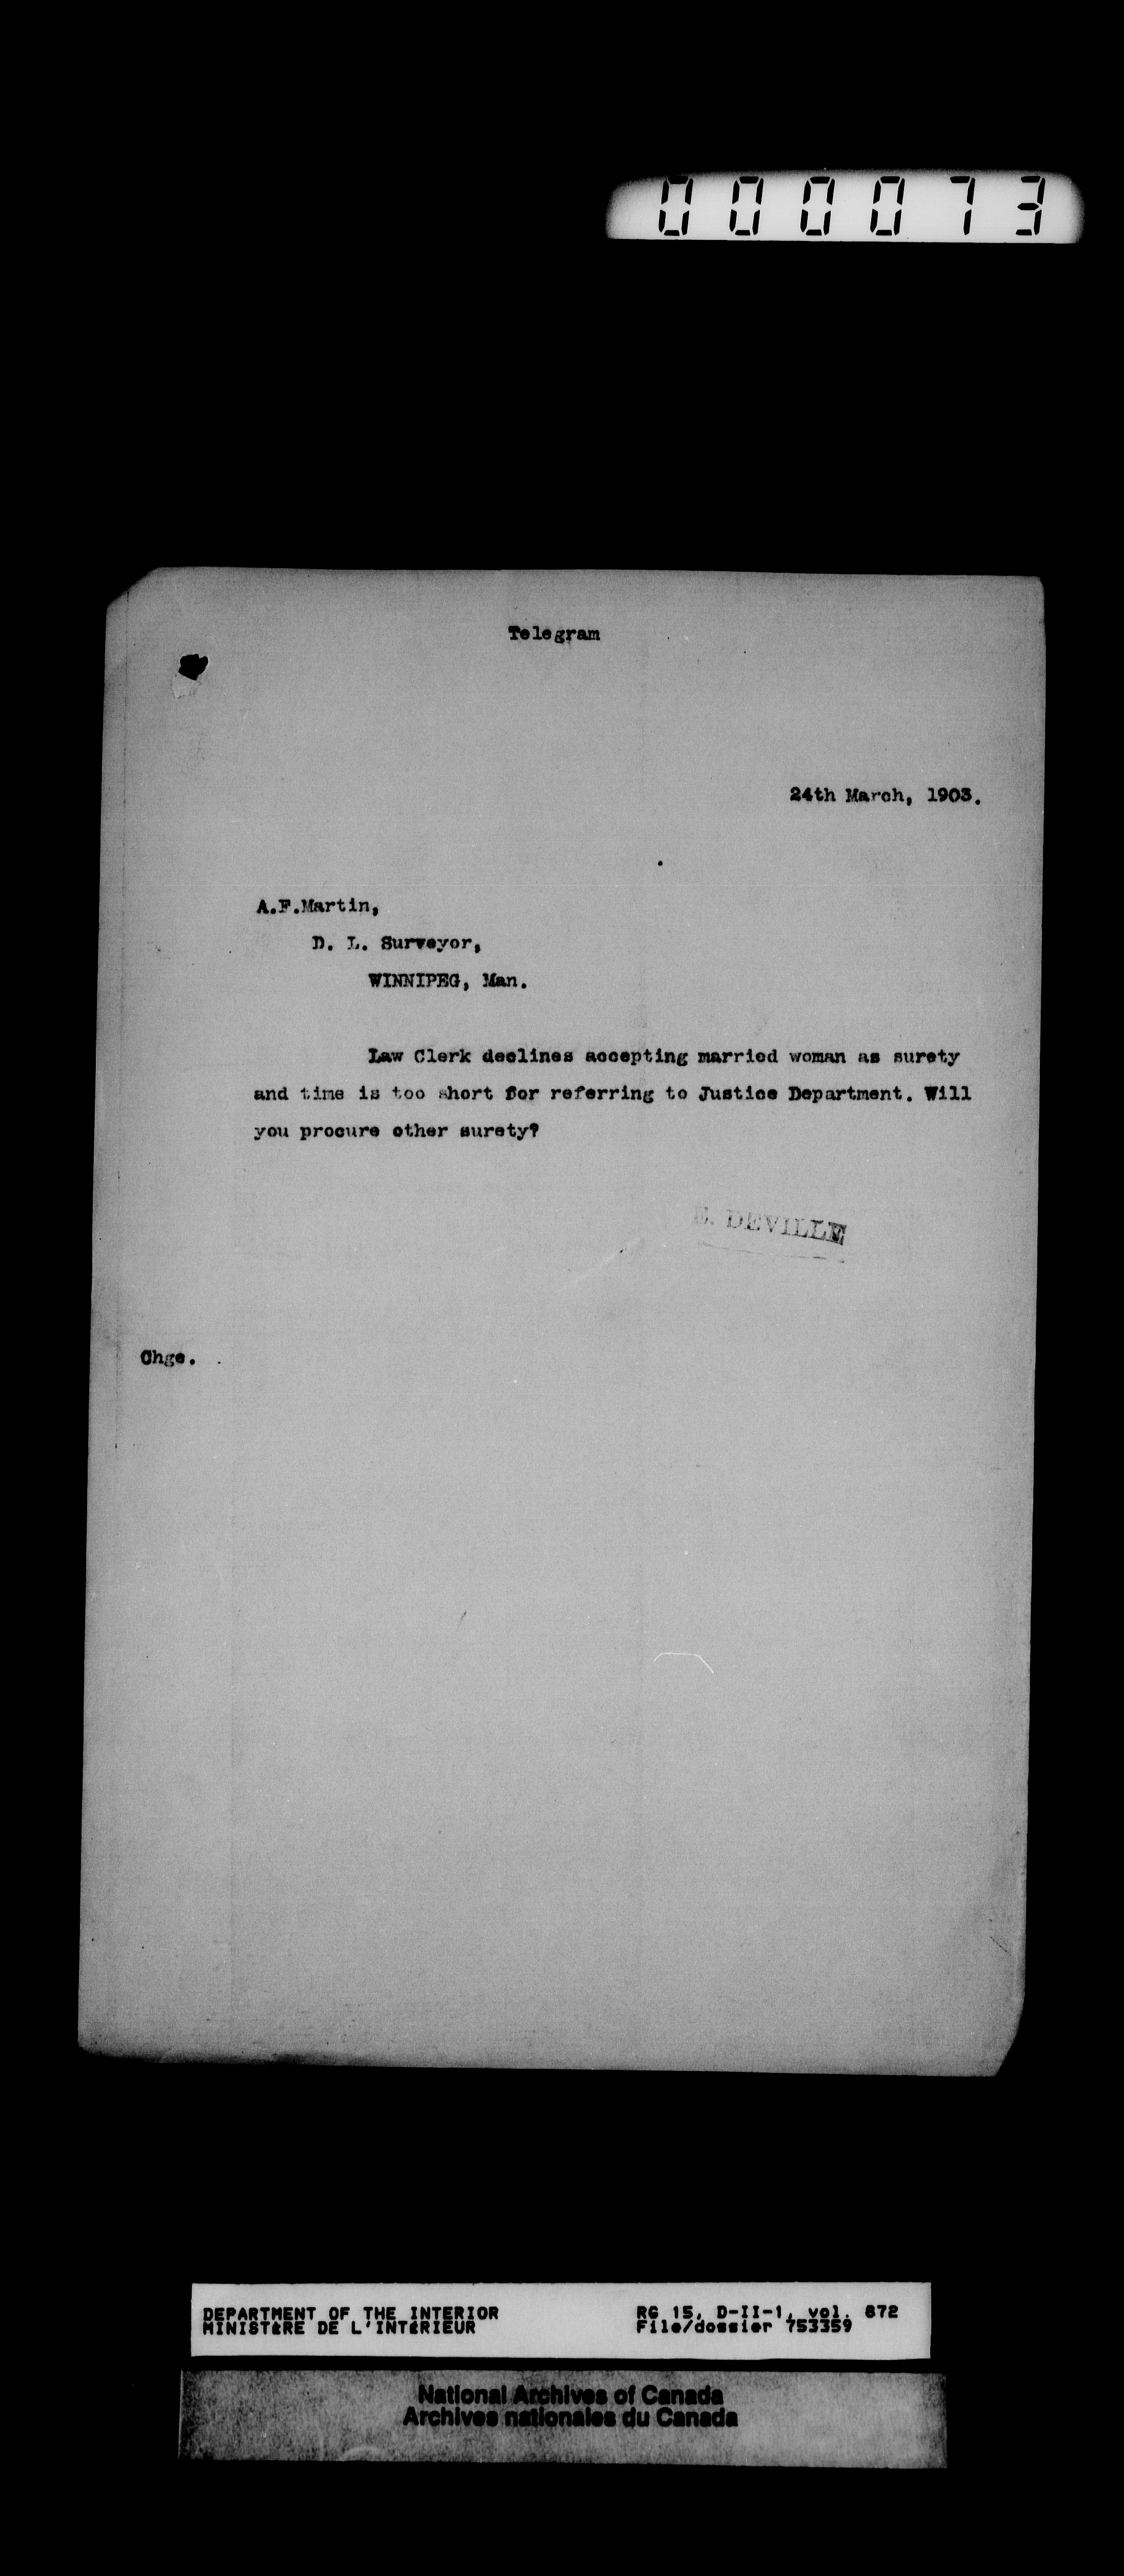 000073
Telegram
24th March, 1903.
A.F.Martin,
D. L. Surveyor,
WINNIPEG, Man.
Law Clerk declines accepting married woman as surety
and time is too short for referring to Justice Department. Will
you procure other surety?
E. DEVILLE
Chge.
DEPARTMENT OF THE INTERIOR
MINISTÈRE DE L'INTÉRIEUR
RG 15, D-II-1, vol. 872
File/dossier 753359
National Archives of Canada
Archives nationales du Canada